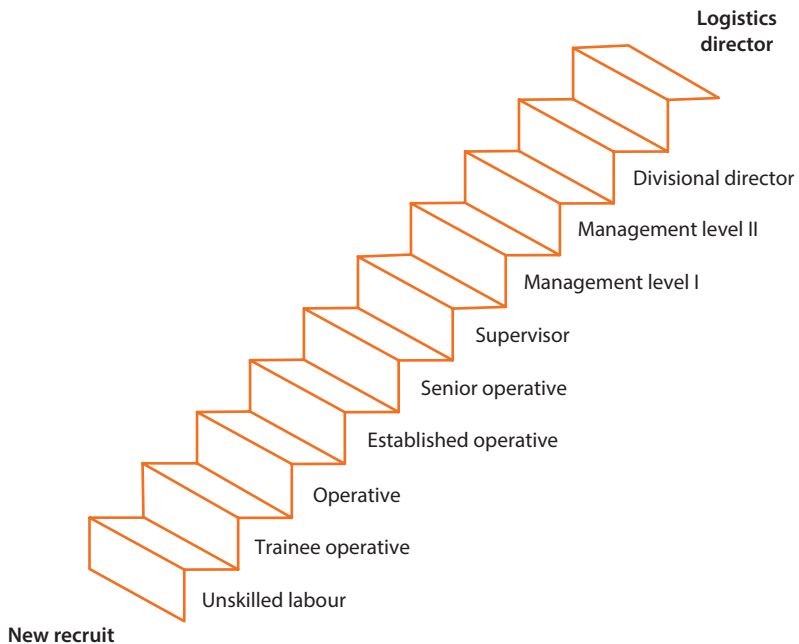 Logistics
director
Divisional director
Management level II
Management level I
Supervisor
Senior operative
Established operative
Operative
Trainee operative
Unskilled labour
New recruit